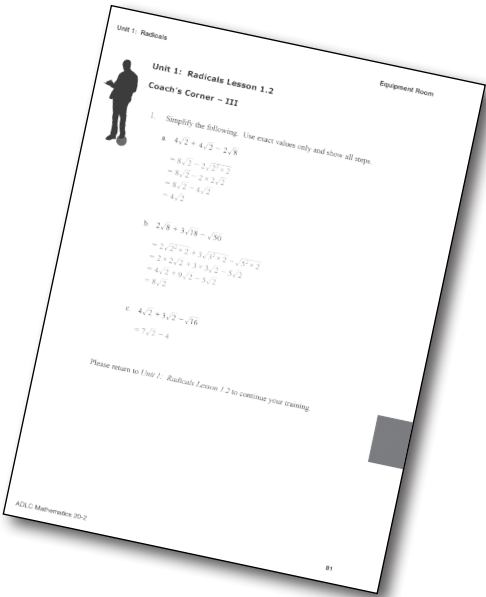 Unit 1: Radicals
Equipment Room
Unit 1: Radicals Lesson 1.2
Coach's Corner – III
1. Simplify the following. Use exact values only and show all steps.
a. 4√2 + 4√2 − 2√8
= 8√2 − 2√(2² × 2)
= 8√2 − 2 × 2√2
= 8√2 − 4√2
= 4√2
b. 2√8 + 3√18 − √50
= 2√(2² × 2) + 3√(3² × 2) − √(5² × 2)
= 2 × 2√2 + 3 × 3√2 − 5√2
= 4√2 + 9√2 − 5√2
= 8√2
c. 4√2 + 3√2 − √16
= 7√2 − 4
Please return to Unit 1: Radicals Lesson 1.2 to continue your training.
ADLC Mathematics 20-2
81